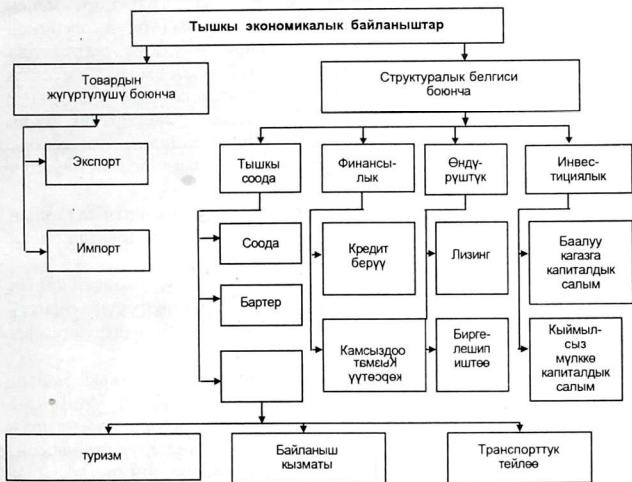 Тышкы экономикалык байланыштар
Товардын
жүгүртүлүшү боюнча
Структуралык белгиси
боюнча
Экспорт
Импорт
Тышкы
соода
Финансы-
лык
Өндү-
рүштүк
Инвес-
тициялык
Соода
Бартер
Кредит
берүү
Камсыздоо
Кызмат
көрсөтүү
Лизинг
Бирге-
лешип
иштөө
Баалуу
кагазга
капиталдык
салым
Кыймыл-
сыз
мүлккө
капиталдык
салым
туризм
Байланыш
кызматы
Транспорттук
тейлөө